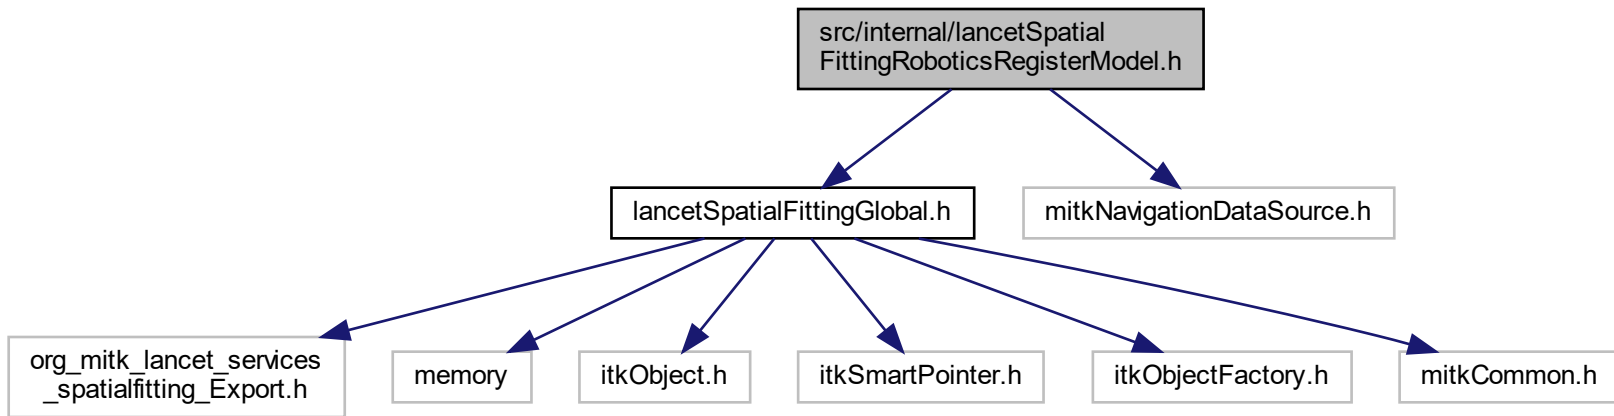 src/internal/lancetSpatial
FittingRoboticsRegisterModel.h
lancetSpatialFittingGlobal.h
mitkNavigationDataSource.h
org_mitk_lancet_services
_spatialfitting_Export.h
memory
itkObject.h
itkSmartPointer.h
itkObjectFactory.h
mitkCommon.h